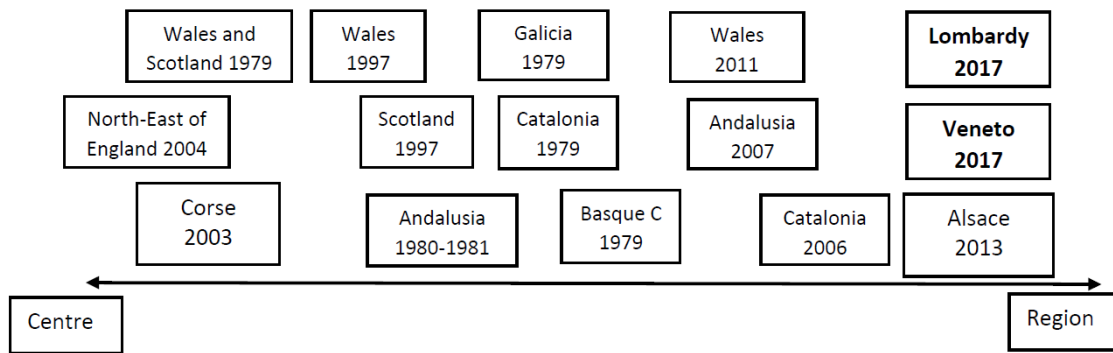 Wales and
Scotland 1979
Wales
1997
Galicia
1979
Wales
2011
Lombardy
2017
North-East of
England 2004
Scotland
1997
Catalonia
1979
Andalusia
2007
Veneto
2017
Corse
2003
Andalusia
1980-1981
Basque C
1979
Catalonia
2006
Alsace
2013
Centre
Region